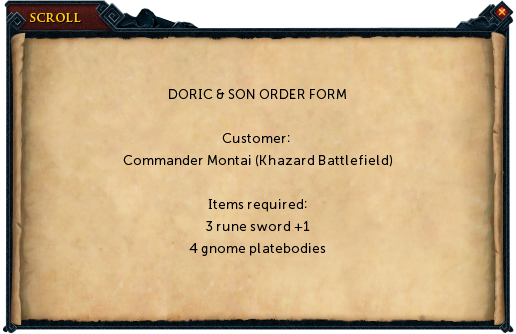 SCROLL
DORIC & SON ORDER FORM
Customer:
Commander Montai (Khazard Battlefield)
Items required:
3 rune sword +1
4 gnome platebodies